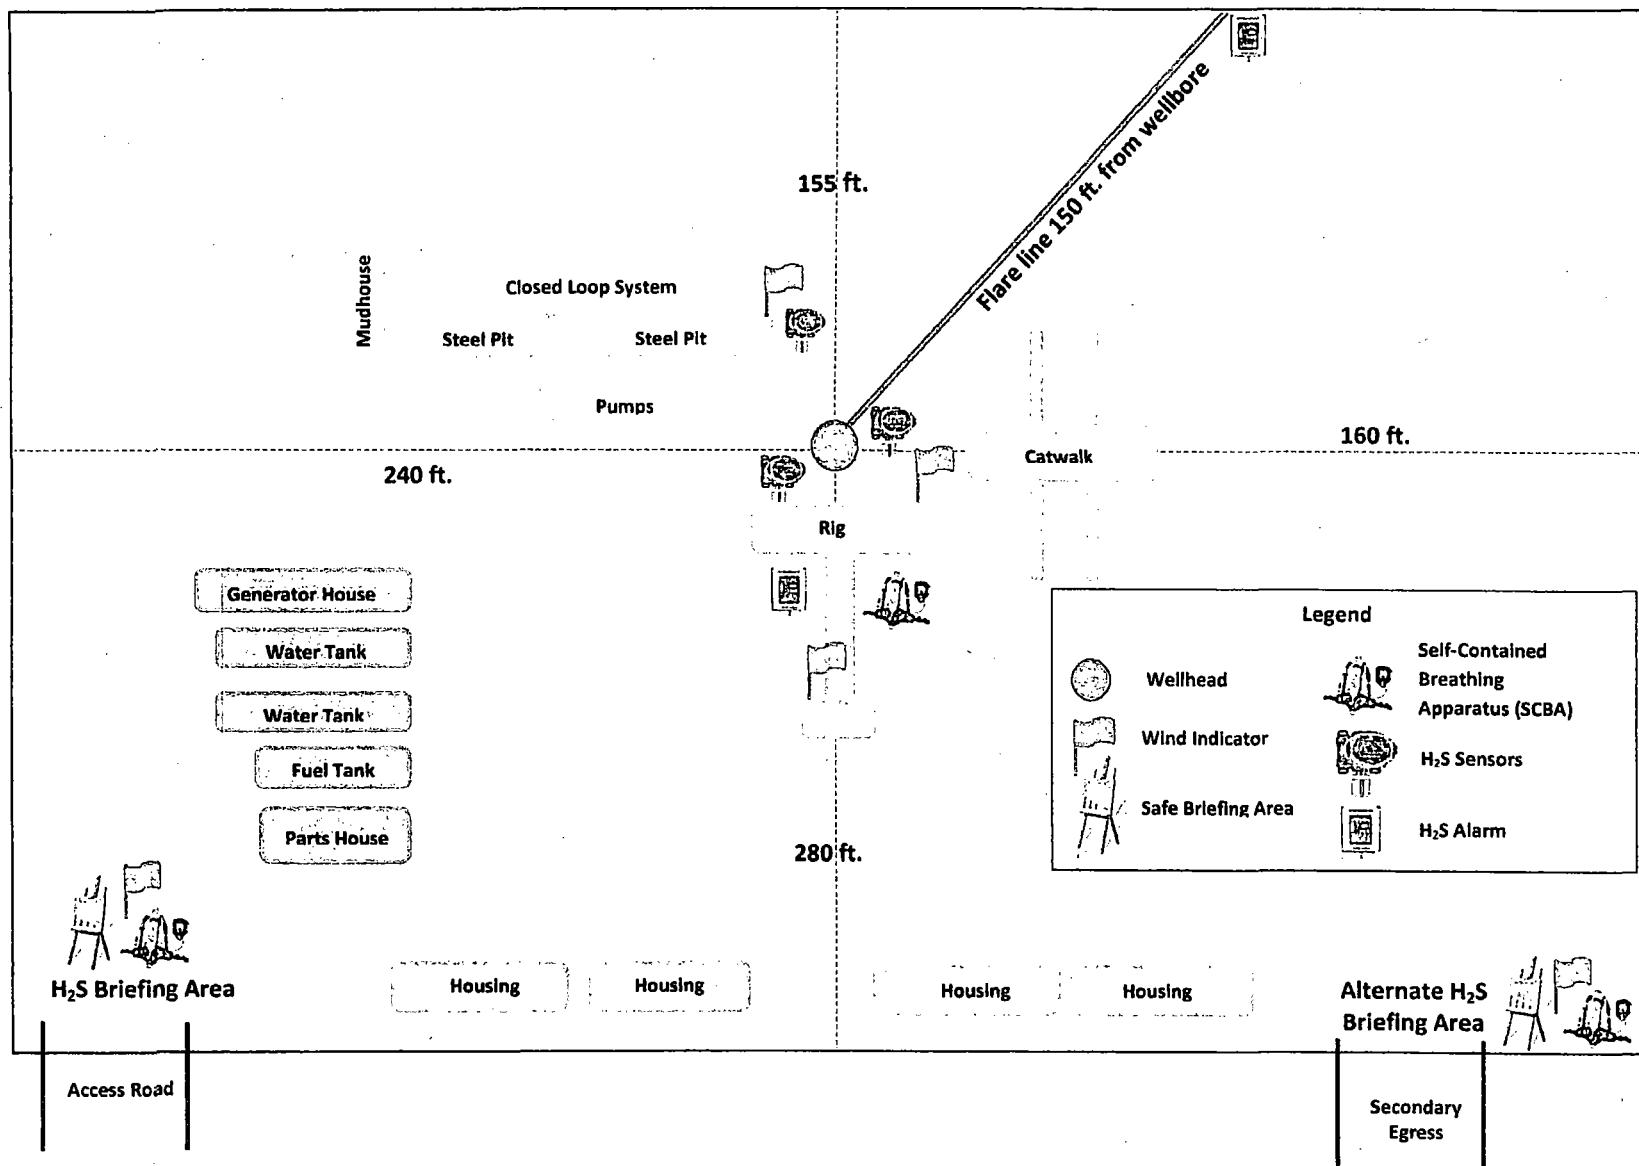 155 ft.
Flare line 150 ft. from wellbore
Mudhouse
Closed Loop System
Steel Pit
Steel Pit
Pumps
240 ft.
160 ft.
Catwalk
Rig
Generator House
Water Tank
Water Tank
Fuel Tank
Parts House
280 ft.
Legend
Wellhead
Wind Indicator
Safe Briefing Area
Self-Contained
Breathing
Apparatus (SCBA)
H₂S Sensors
H₂S Alarm
H₂S Briefing Area
Housing
Housing
Housing
Housing
Alternate H₂S
Briefing Area
Access Road
Secondary
Egress